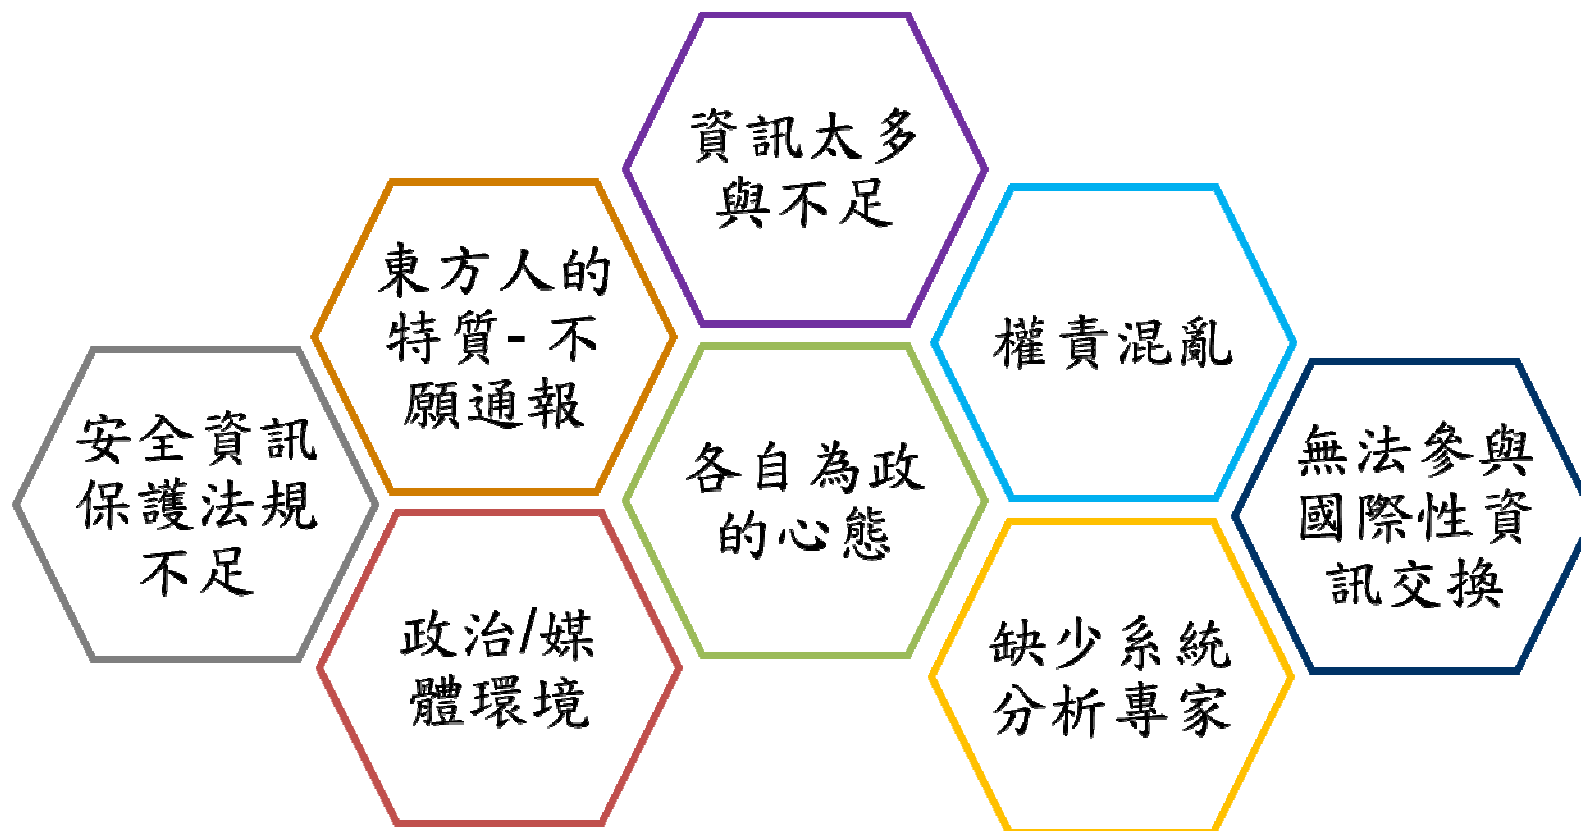 資訊太多
與不足
東方人的
特質- 不
願通報
權責混亂
安全資訊
保護法規
不足
各自為政
的心態
無法參與
國際性資
訊交換
政治/媒
體環境
缺少系統
分析專家